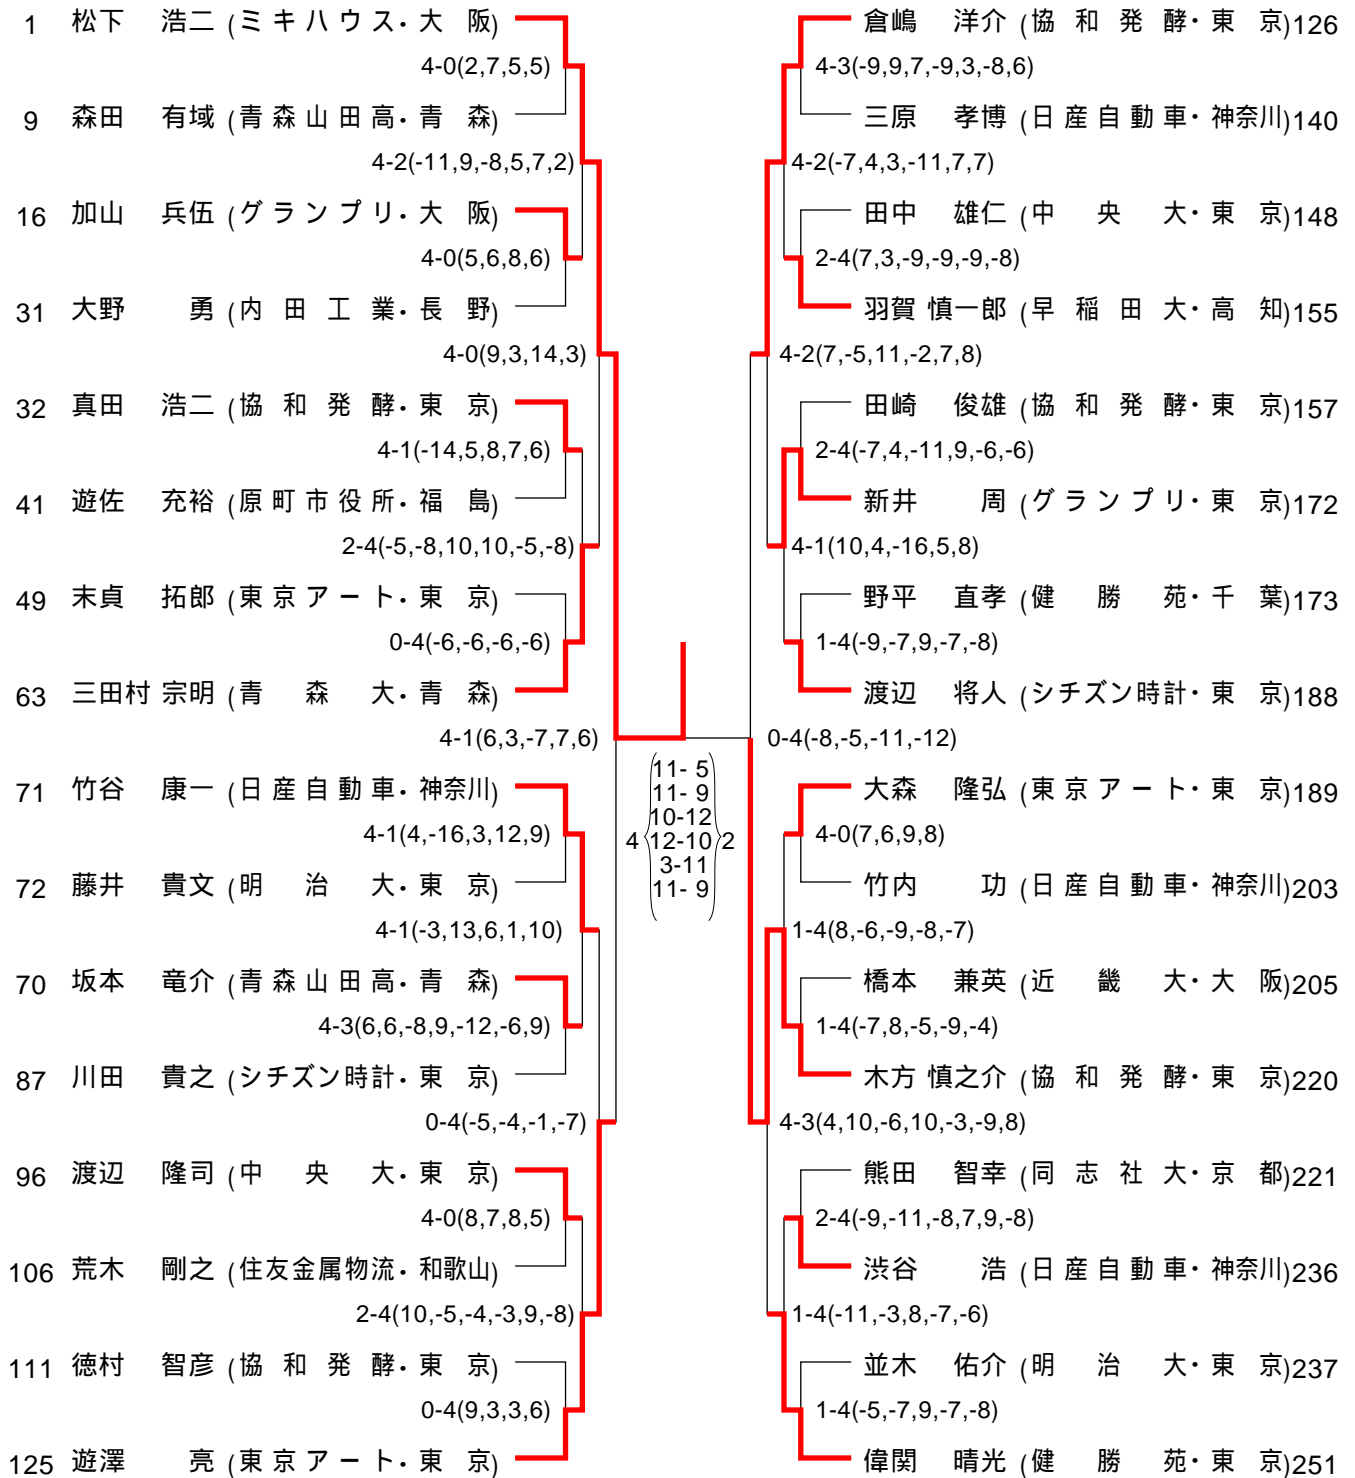 1 松下 浩二 (ミキハウス・大 阪)
4-0(2,7,5,5)
9 森田 有域 (青森山田高・青 森)
4-2(-11,9,-8,5,7,2)
16 加山 兵伍 (グランプリ・大 阪)
4-0(5,6,8,6)
31 大野 勇 (内 田 工 業・長 野)
4-0(9,3,14,3)
32 真田 浩二 (協 和 発 酵・東 京)
4-1(-14,5,8,7,6)
41 遊佐 充裕 (原町市役所・福 島)
2-4(-5,-8,10,10,-5,-8)
49 末貞 拓郎 (東京アート・東 京)
0-4(-6,-6,-6,-6)
63 三田村 宗明 (青 森 大・青 森)
4-1(6,3,-7,7,6)
71 竹谷 康一 (日産自動車・神奈川)
4-1(4,-16,3,12,9)
72 藤井 貴文 (明 治 大・東 京)
4-1(-3,13,6,1,10)
70 坂本 竜介 (青森山田高・青 森)
4-3(6,6,-8,9,-12,-6,9)
87 川田 貴之 (シチズン時計・東 京)
0-4(-5,-4,-1,-7)
96 渡辺 隆司 (中 央 大・東 京)
4-0(8,7,8,5)
106 荒木 剛之 (住友金属物流・和歌山)
2-4(10,-5,-4,-3,9,-8)
111 徳村 智彦 (協 和 発 酵・東 京)
0-4(9,3,3,6)
125 遊澤 亮 (東京アート・東 京)
11- 5
11- 9
10-12
4 12-10 2
3-11
11- 9
倉嶋 洋介 (協 和 発 酵・東 京)126
4-3(-9,9,7,-9,3,-8,6)
三原 孝博 (日産自動車・神奈川)140
4-2(-7,4,3,-11,7,7)
田中 雄仁 (中 央 大・東 京)148
2-4(7,3,-9,-9,-9,-8)
羽賀 慎一郎 (早 稲 田 大・高 知)155
4-2(7,-5,11,-2,7,8)
田崎 俊雄 (協 和 発 酵・東 京)157
2-4(-7,4,-11,9,-6,-6)
新井 周 (グランプリ・東 京)172
4-1(10,4,-16,5,8)
野平 直孝 (健 勝 苑・千 葉)173
1-4(-9,-7,9,-7,-8)
渡辺 将人 (シチズン時計・東 京)188
0-4(-8,-5,-11,-12)
大森 隆弘 (東京アート・東 京)189
4-0(7,6,9,8)
竹内 功 (日産自動車・神奈川)203
1-4(8,-6,-9,-8,-7)
橋本 兼英 (近 畿 大・大 阪)205
1-4(-7,8,-5,-9,-4)
木方 慎之介 (協 和 発 酵・東 京)220
4-3(4,10,-6,10,-3,-9,8)
熊田 智幸 (同 志 社 大・京 都)221
2-4(-9,-11,-8,7,9,-8)
渋谷 浩 (日産自動車・神奈川)236
1-4(-11,-3,8,-7,-6)
並木 佑介 (明 治 大・東 京)237
1-4(-5,-7,9,-7,-8)
偉関 晴光 (健 勝 苑・東 京)251